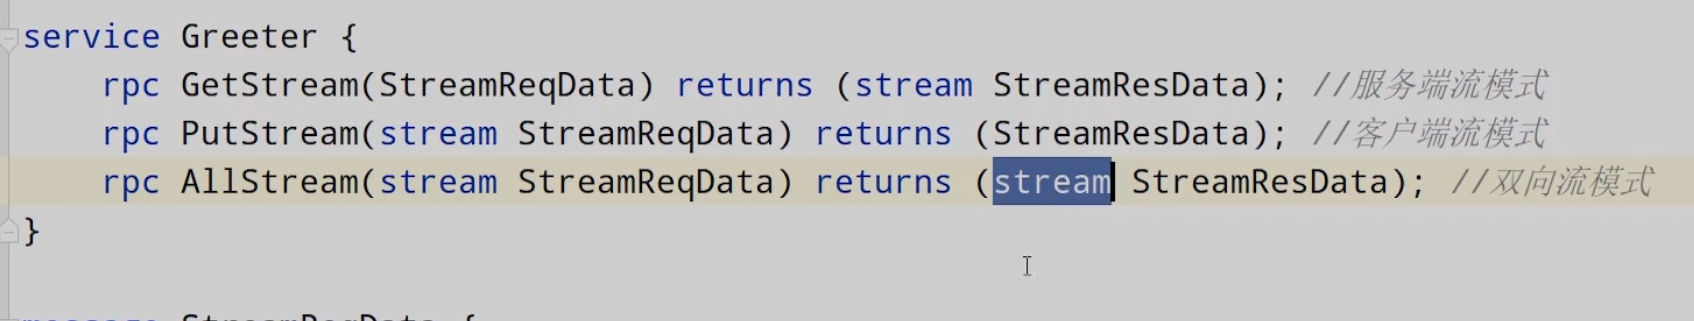 service Greeter {
rpc GetStream(StreamReqData) returns (stream StreamResData); //服务端流模式
rpc PutStream(stream StreamReqData) returns (StreamResData); //客户端流模式
rpc AllStream(stream StreamReqData) returns (stream StreamResData); //双向流模式
}
message StreamReqData {